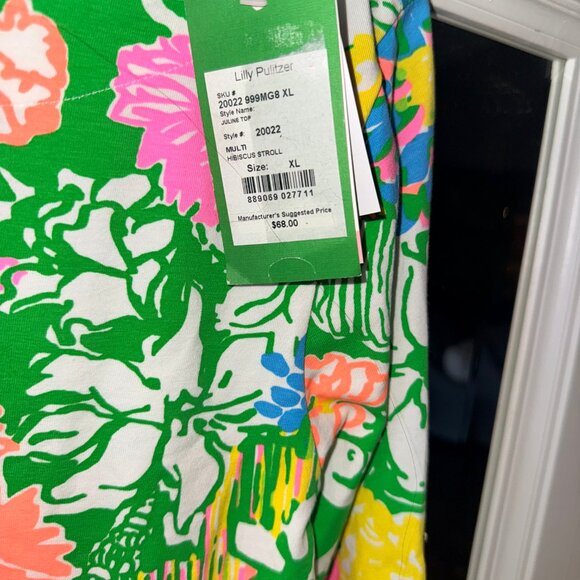 Lilly Pulitzer
SKU #
20022 999MG8 XL
Style Name:
JULINE TOP
Style #: 20022
MULTI
HIBISCUS STROLL
Size: XL
889069 027711
Manufacturer's Suggested Price
$68.00